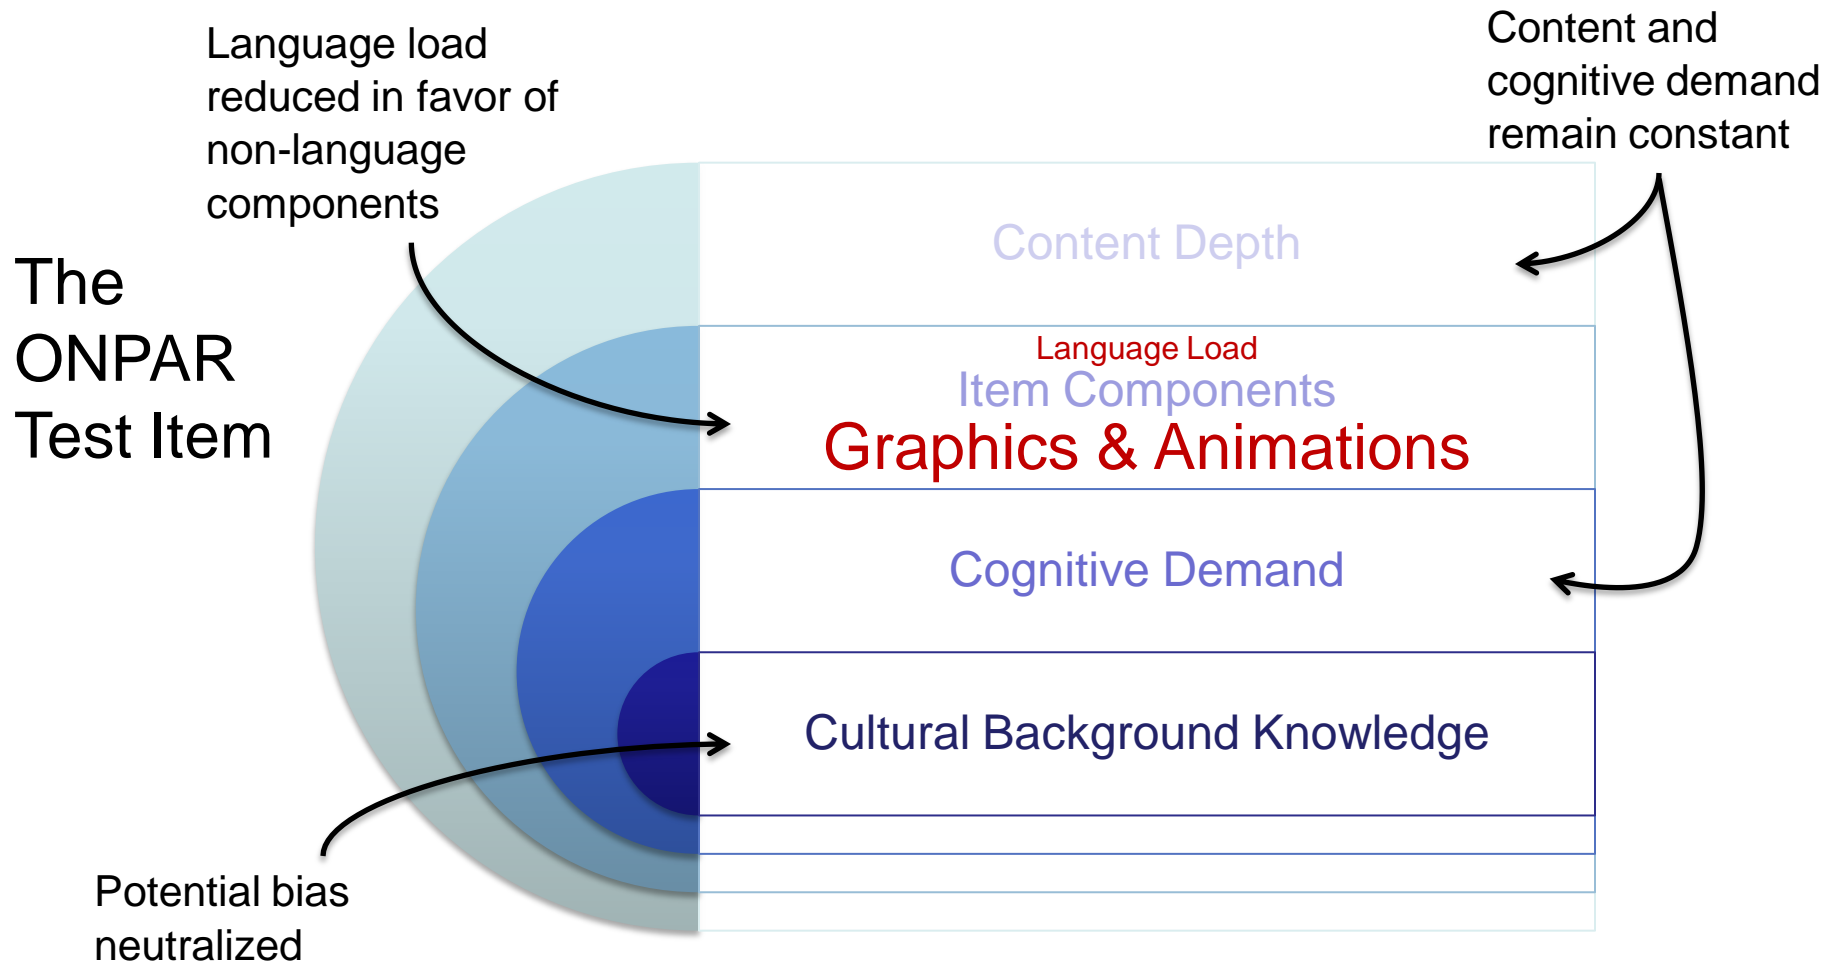 Language load
reduced in favor of
non-language
components
Content and
cognitive demand
remain constant
The
ONPAR
Test Item
Content Depth
Language Load
Item Components
Graphics & Animations
Cognitive Demand
Cultural Background Knowledge
Potential bias
neutralized